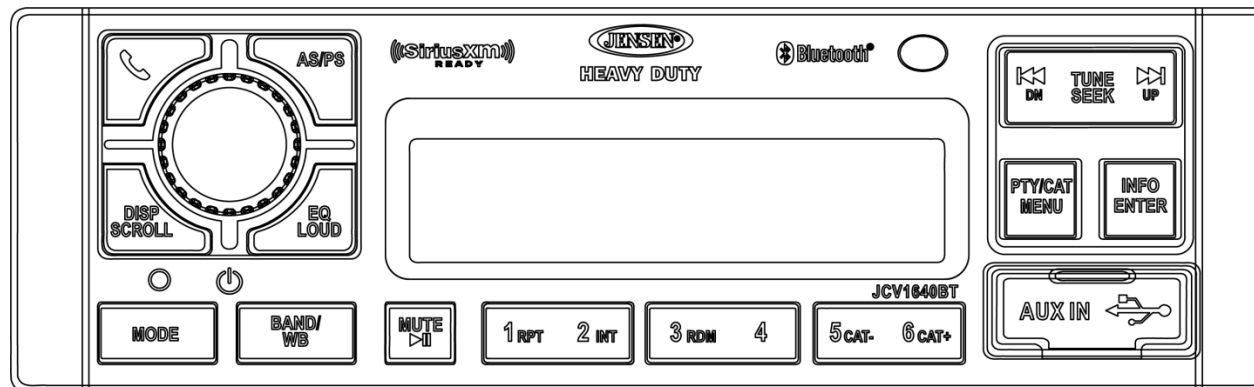 AS/PS
DISP
SCROLL
EQ
LOUD
SiriusXM
READY
JENSEN®
HEAVY DUTY
Bluetooth®
TUNE
SEEK
DN
UP
PTY/CAT
MENU
INFO
ENTER
JCV1640BT
MODE
BAND/
WB
MUTE
1 RPT 2 INT
3 RDM 4
5 CAT- 6 CAT+
AUX IN